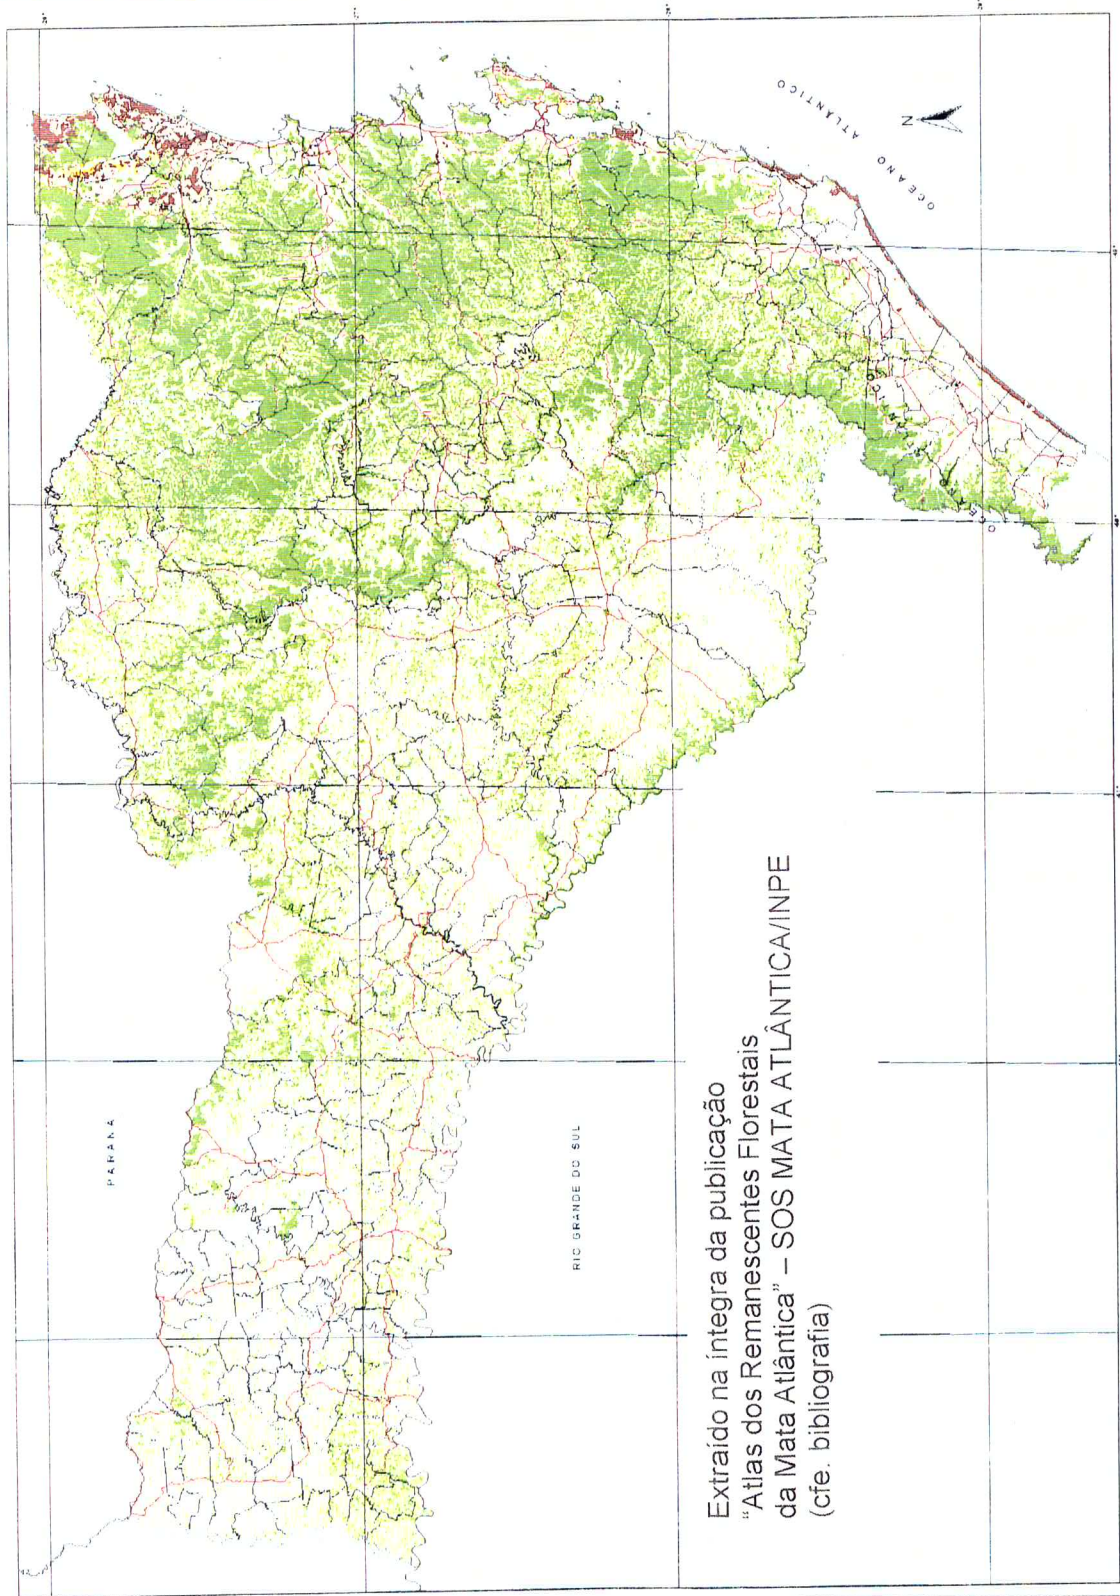 PARANA
RIO GRANDE DO SUL
OCEANO ATLÂNTICO
N
Extraído na íntegra da publicação
“Atlas dos Remanescentes Florestais
da Mata Atlântica” – SOS MATA ATLÂNTICA/INPE
(cfe. bibliografia)